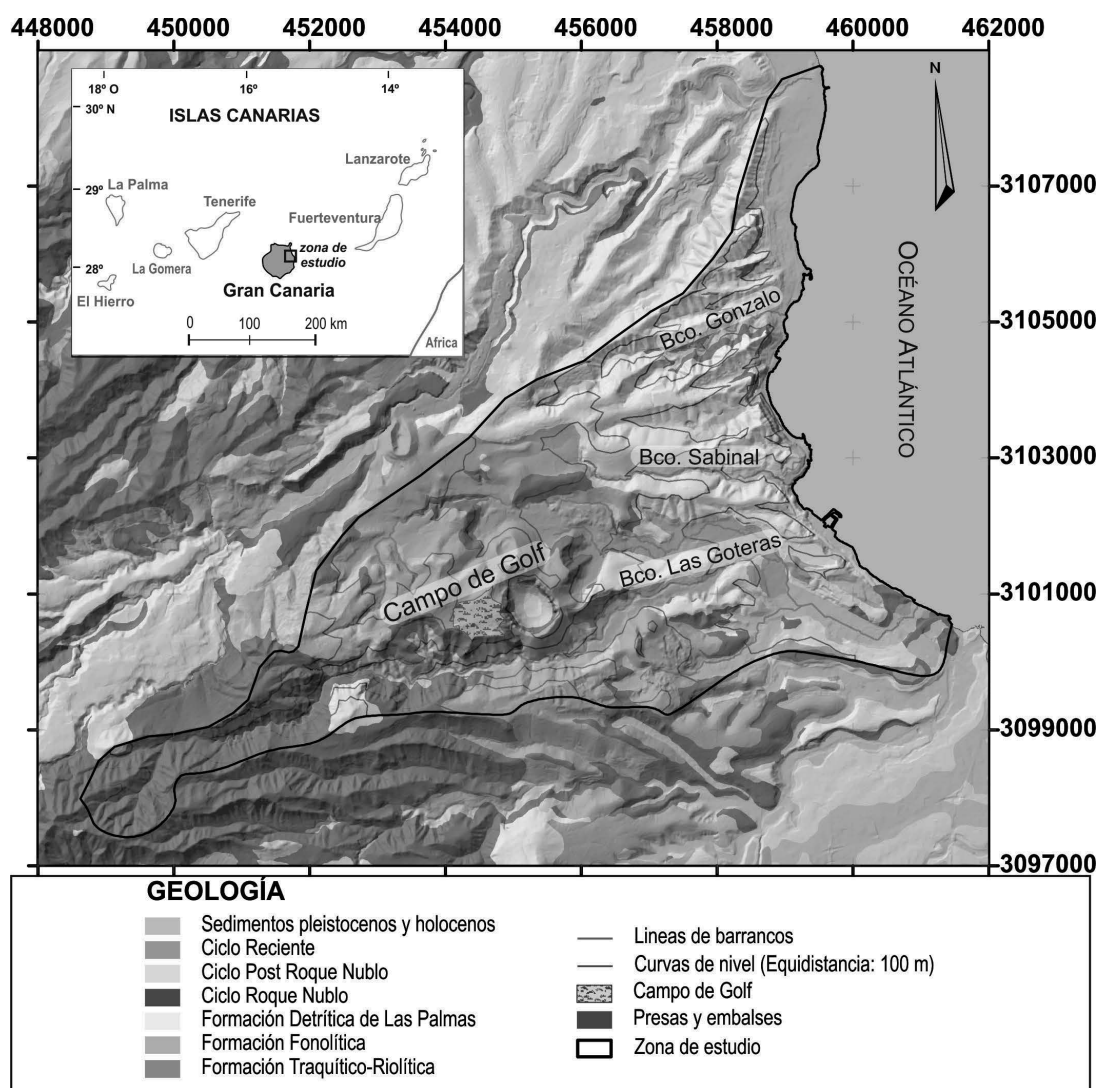 448000 450000 452000 454000 456000 458000 460000 462000
18º O 16º 14º
30º N
ISLAS CANARIAS
N
Lanzarote
29º
La Palma
Tenerife
Fuerteventura
3107000
zona de
estudio
28º
La Gomera
El Hierro
Gran Canaria
0 100 200 km
Africa
OCÉANO ATLÁNTICO
Bco. Gonzalo
3105000
Bco. Sabinal
3103000
Bco. Las Goteras
Campo de Golf
3101000
3099000
3097000
GEOLOGÍA
Sedimentos pleistocenos y holocenos
Ciclo Reciente
Ciclo Post Roque Nublo
Ciclo Roque Nublo
Formación Detrítica de Las Palmas
Formación Fonolítica
Formación Traquítico-Riolítica
Lineas de barrancos
Curvas de nivel (Equidistancia: 100 m)
Campo de Golf
Presas y embalses
Zona de estudio